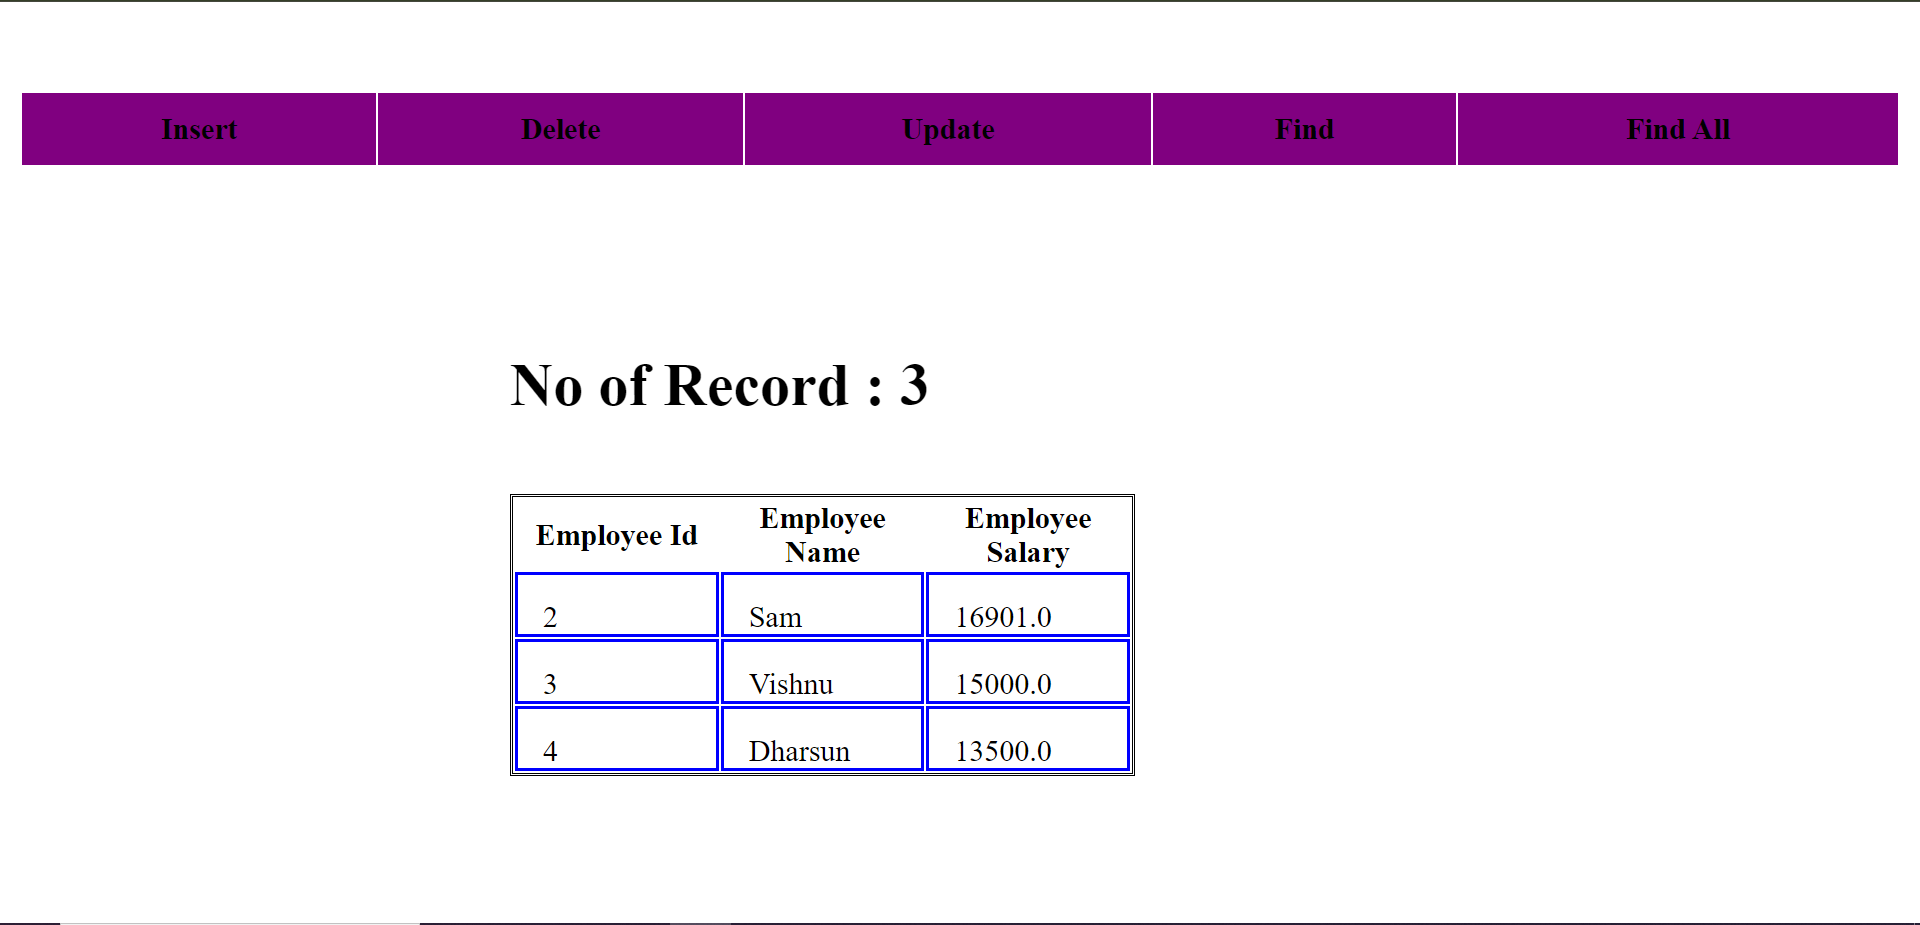 Insert Delete Update Find Find All
No of Record : 3
Employee Id Employee Name Employee Salary
2 Sam 16901.0
3 Vishnu 15000.0
4 Dharsun 13500.0